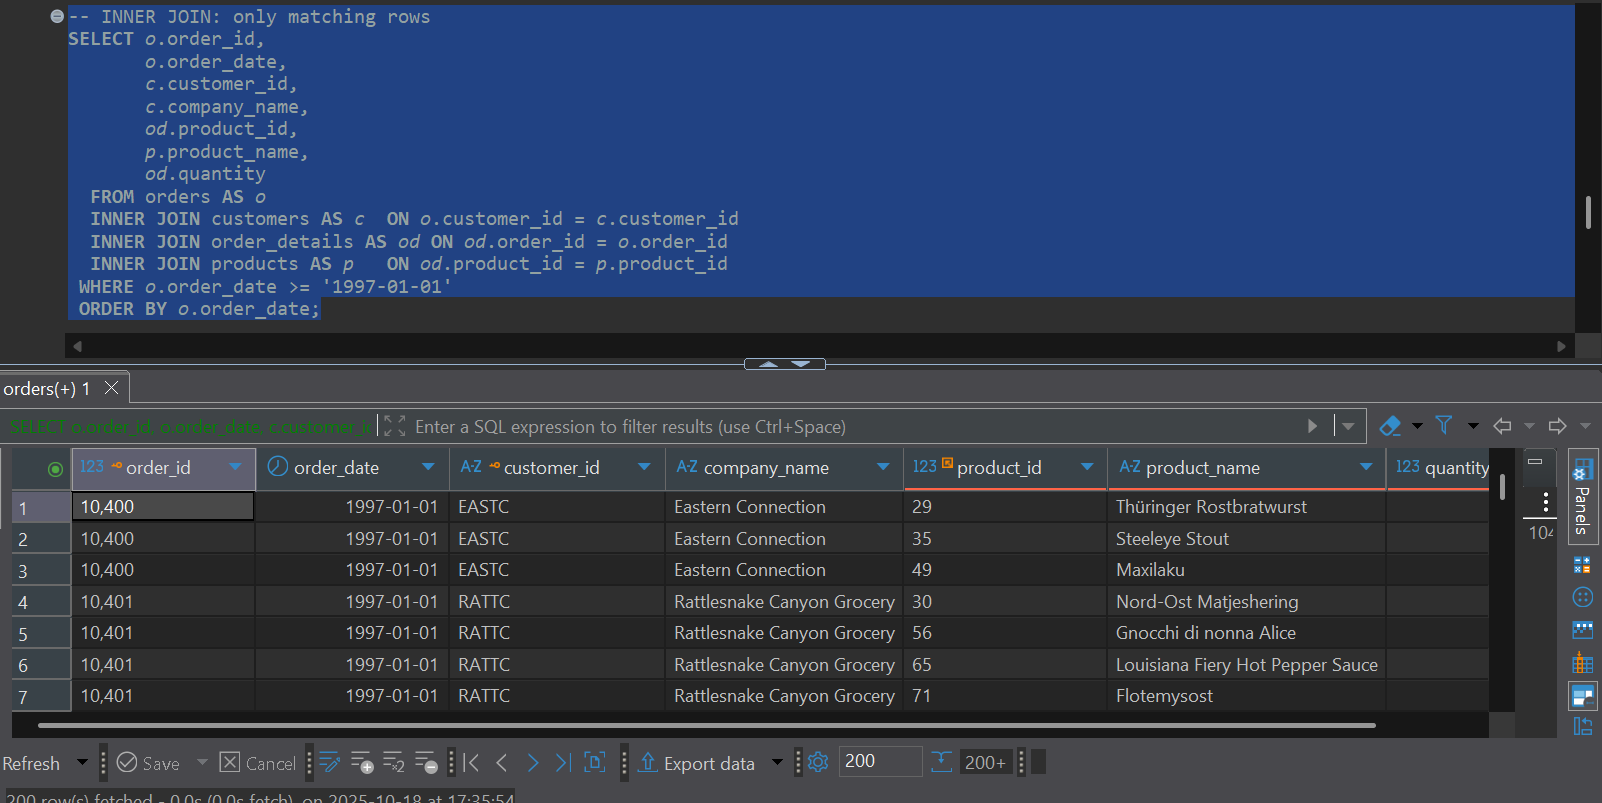 -- INNER JOIN: only matching rows
SELECT o.order_id,
o.order_date,
c.customer_id,
c.company_name,
od.product_id,
p.product_name,
od.quantity
FROM orders AS o
INNER JOIN customers AS c  ON o.customer_id = c.customer_id
INNER JOIN order_details AS od ON od.order_id = o.order_id
INNER JOIN products AS p   ON od.product_id = p.product_id
WHERE o.order_date >= '1997-01-01'
ORDER BY o.order_date;
orders(+) 1
SELECT o.order_id, o.order_date, c.customer_ Enter a SQL expression to filter results (use Ctrl+Space)
123 order_id order_date A-Z customer_id A-Z company_name 123 product_id A-Z product_name 123 quantity
1 10,400 1997-01-01 EASTC Eastern Connection 29 Thüringer Rostbratwurst
2 10,400 1997-01-01 EASTC Eastern Connection 35 Steeleye Stout
3 10,400 1997-01-01 EASTC Eastern Connection 49 Maxilaku
4 10,401 1997-01-01 RATTC Rattlesnake Canyon Grocery 30 Nord-Ost Matjeshering
5 10,401 1997-01-01 RATTC Rattlesnake Canyon Grocery 56 Gnocchi di nonna Alice
6 10,401 1997-01-01 RATTC Rattlesnake Canyon Grocery 65 Louisiana Fiery Hot Pepper Sauce
7 10,401 1997-01-01 RATTC Rattlesnake Canyon Grocery 71 Flotemysost
Panels
Refresh Save Cancel Export data 200 200+
200 row(s) fetched - 0.0s (0.0s fetch), on 2025-10-18 at 17:35:54